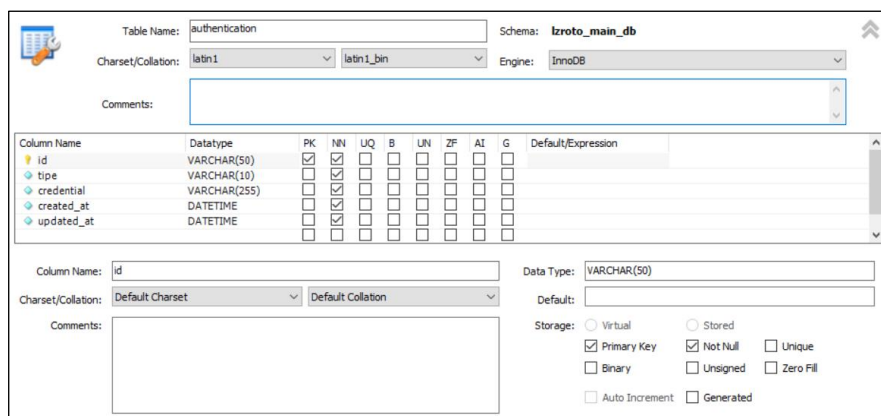 Table Name: authentication Schema: lzroto_main_db
Charset/Collation: latin1 latin1_bin Engine: InnoDB
Comments:
Column Name Datatype PK NN UQ B UN ZF AI G Default/Expression
id VARCHAR(50)
tipe VARCHAR(10)
credential VARCHAR(255)
created_at DATETIME
updated_at DATETIME
Column Name: id Data Type: VARCHAR(50)
Charset/Collation: Default Charset Default Collation Default:
Comments: Storage: Virtual Stored
Primary Key Not Null Unique
Binary Unsigned Zero Fill
Auto Increment Generated